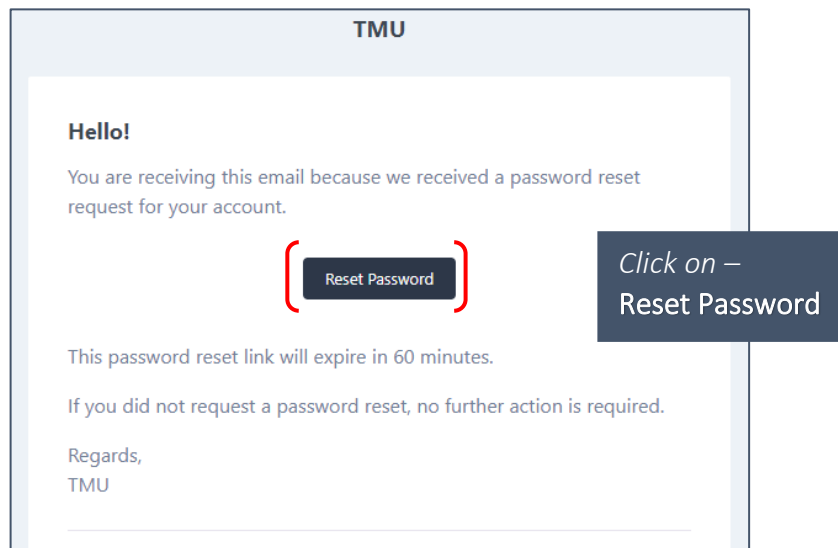 TMU
Hello!
You are receiving this email because we received a password reset
request for your account.
Reset Password
Click on –
Reset Password
This password reset link will expire in 60 minutes.
If you did not request a password reset, no further action is required.
Regards,
TMU